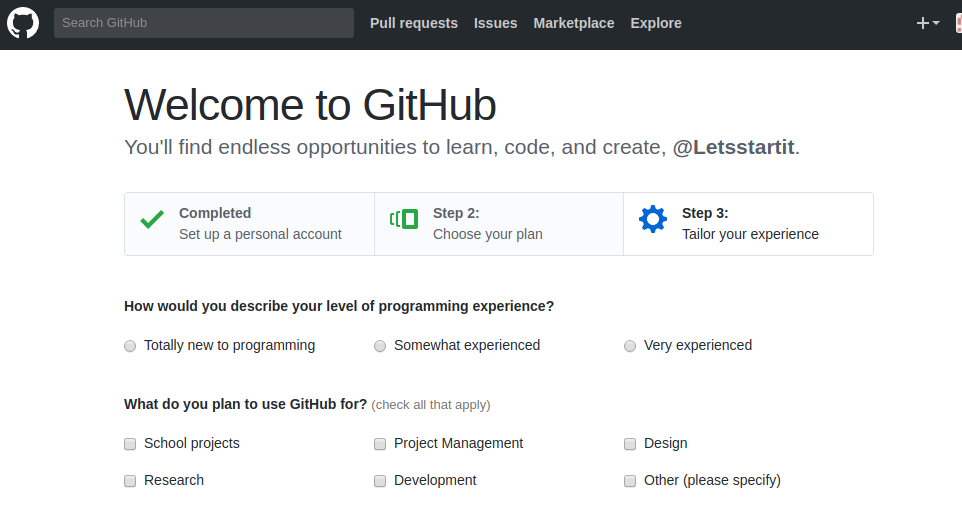 Search GitHub Pull requests Issues Marketplace Explore
Welcome to GitHub
You'll find endless opportunities to learn, code, and create, @Letsstartit.
Completed Step 2: Step 3:
Set up a personal account Choose your plan Tailor your experience
How would you describe your level of programming experience?
Totally new to programming Somewhat experienced Very experienced
What do you plan to use GitHub for? (check all that apply)
School projects Project Management Design
Research Development Other (please specify)